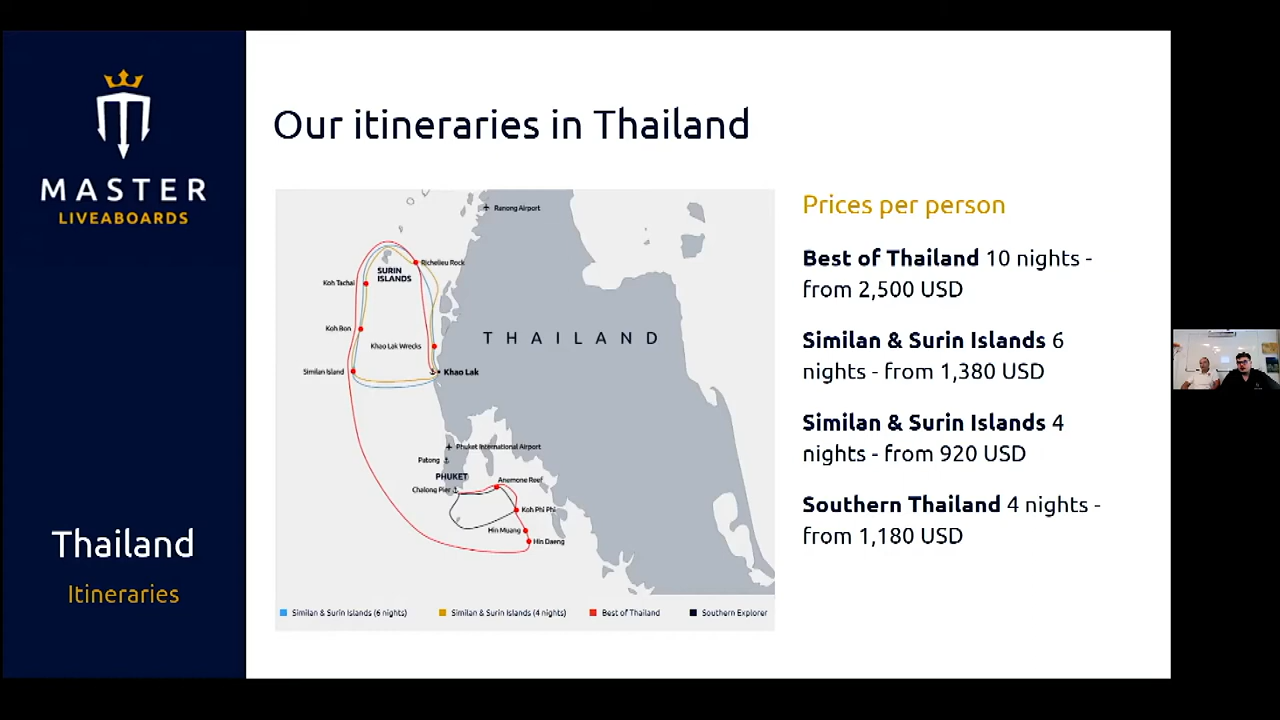 MASTER
LIVEABOARDS
Thailand
Itineraries
Our itineraries in Thailand
Ranong Airport
Richelieu Rock
SURIN
ISLANDS
Koh Tachai
Koh Bon
Khao Lak Wrecks
Similan Island
Khao Lak
THAILAND
Phuket International Airport
Patong
PHUKET
Chalong Pier
Anemone Reef
Koh Phi Phi
Hin Muang
Hin Daeng
Similan & Surin Islands (6 nights)
Similan & Surin Islands (4 nights)
Best of Thailand
Southern Explorer
Prices per person
Best of Thailand 10 nights -
from 2,500 USD
Similan & Surin Islands 6
nights - from 1,380 USD
Similan & Surin Islands 4
nights - from 920 USD
Southern Thailand 4 nights -
from 1,180 USD